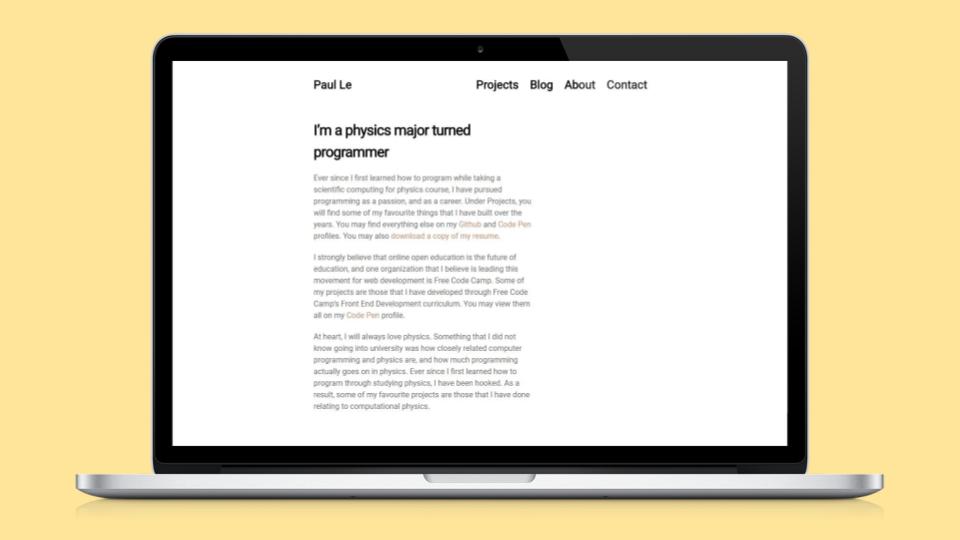 Paul Le
Projects Blog About Contact
I'm a physics major turned
programmer
Ever since I first learned how to program while taking a
scientific computing for physics course, I have pursued
programming as a passion, and as a career. Under Projects, you
will find some of my favourite things that I have built over the
years. You may find everything else on my Github and Code Pen
profiles. You may also download a copy of my resume.
I strongly believe that online open education is the future of
education, and one organization that I believe is leading this
movement for web development is Free Code Camp. Some of
my projects are those that I have developed through Free Code
Camp's Front End Development curriculum. You may view them
all on my Code Pen profile.
At heart, I will always love physics. Something that I did not
know going into university was how closely related computer
programming and physics are, and how much programming
actually goes on in physics. Ever since I first learned how to
program through studying physics, I have been hooked. As a
result, some of my favourite projects are those that I have done
relating to computational physics.